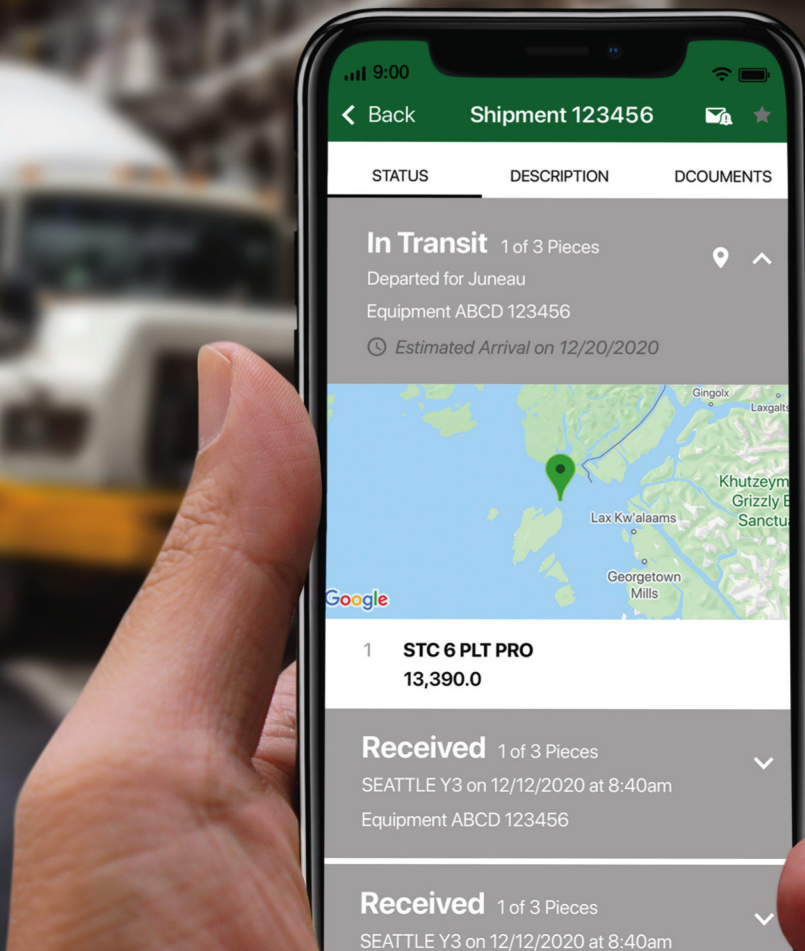 9:00
Back Shipment 123456
STATUS DESCRIPTION DCOUMENTS
In Transit 1 of 3 Pieces
Departed for Juneau
Equipment ABCD 123456
Estimated Arrival on 12/20/2020
Gingolx
Laxgalts
Khutzeym
Grizzly
Sanctu
Lax Kw'alaams
Georgetown
Mills
Google
1 STC 6 PLT PRO
13,390.0
Received 1 of 3 Pieces
SEATTLE Y3 on 12/12/2020 at 8:40am
Equipment ABCD 123456
Received 1 of 3 Pieces
SEATTLE Y3 on 12/12/2020 at 8:40am